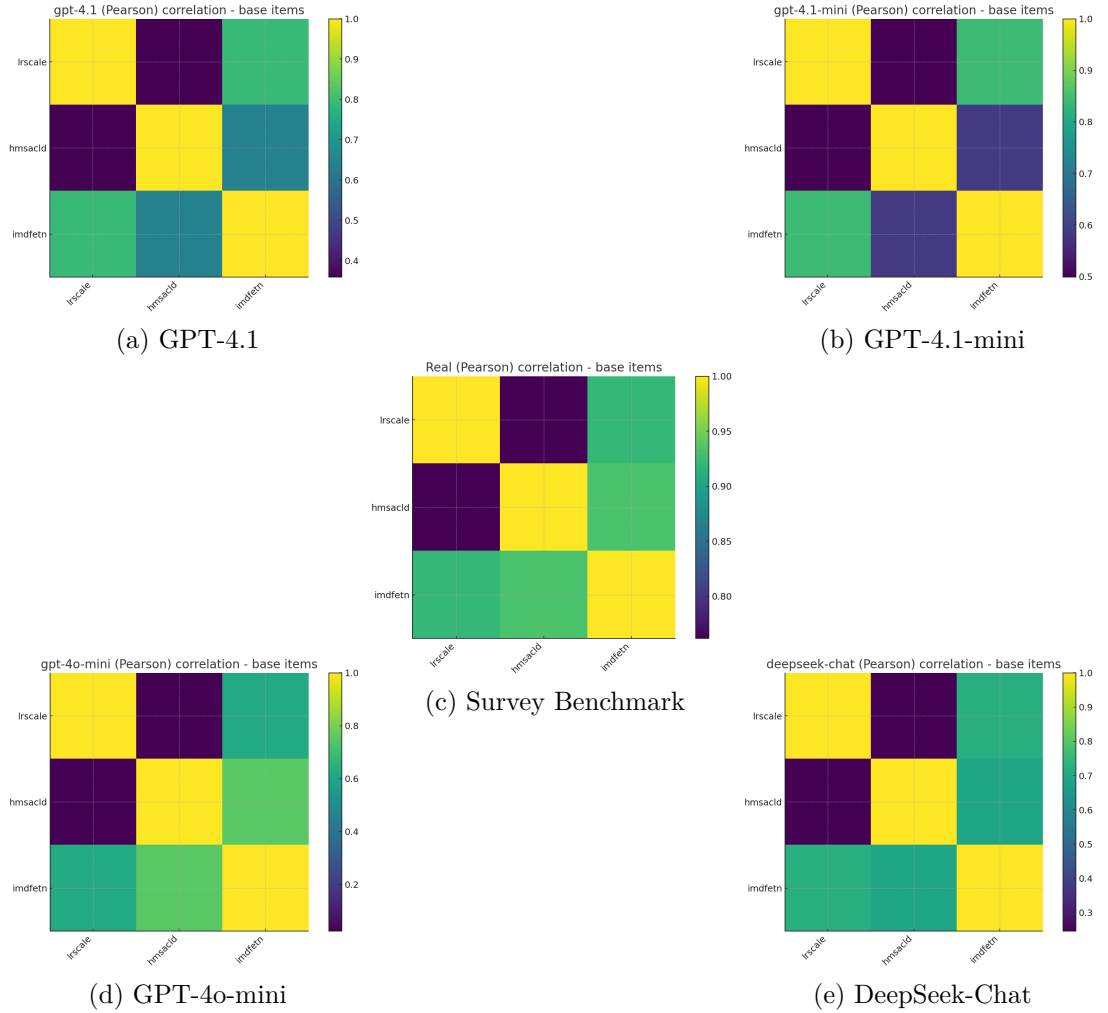 gpt-4.1 (Pearson) correlation - base items
lrscale
hmsacld
imdfetn
lrscale
hmsacld
imdfetn
1.0
0.9
0.8
0.7
0.6
0.5
0.4
(a) GPT-4.1
gpt-4.1-mini (Pearson) correlation - base items
lrscale
hmsacld
imdfetn
lrscale
hmsacld
imdfetn
1.0
0.9
0.8
0.7
0.6
0.5
(b) GPT-4.1-mini
Real (Pearson) correlation - base items
lrscale
hmsacld
imdfetn
lrscale
hmsacld
imdfetn
1.00
0.95
0.90
0.85
0.80
(c) Survey Benchmark
gpt-4o-mini (Pearson) correlation - base items
lrscale
hmsacld
imdfetn
lrscale
hmsacld
imdfetn
1.0
0.8
0.6
0.4
0.2
(d) GPT-4o-mini
deepseek-chat (Pearson) correlation - base items
lrscale
hmsacld
imdfetn
lrscale
hmsacld
imdfetn
1.0
0.9
0.8
0.7
0.6
0.5
0.4
0.3
(e) DeepSeek-Chat